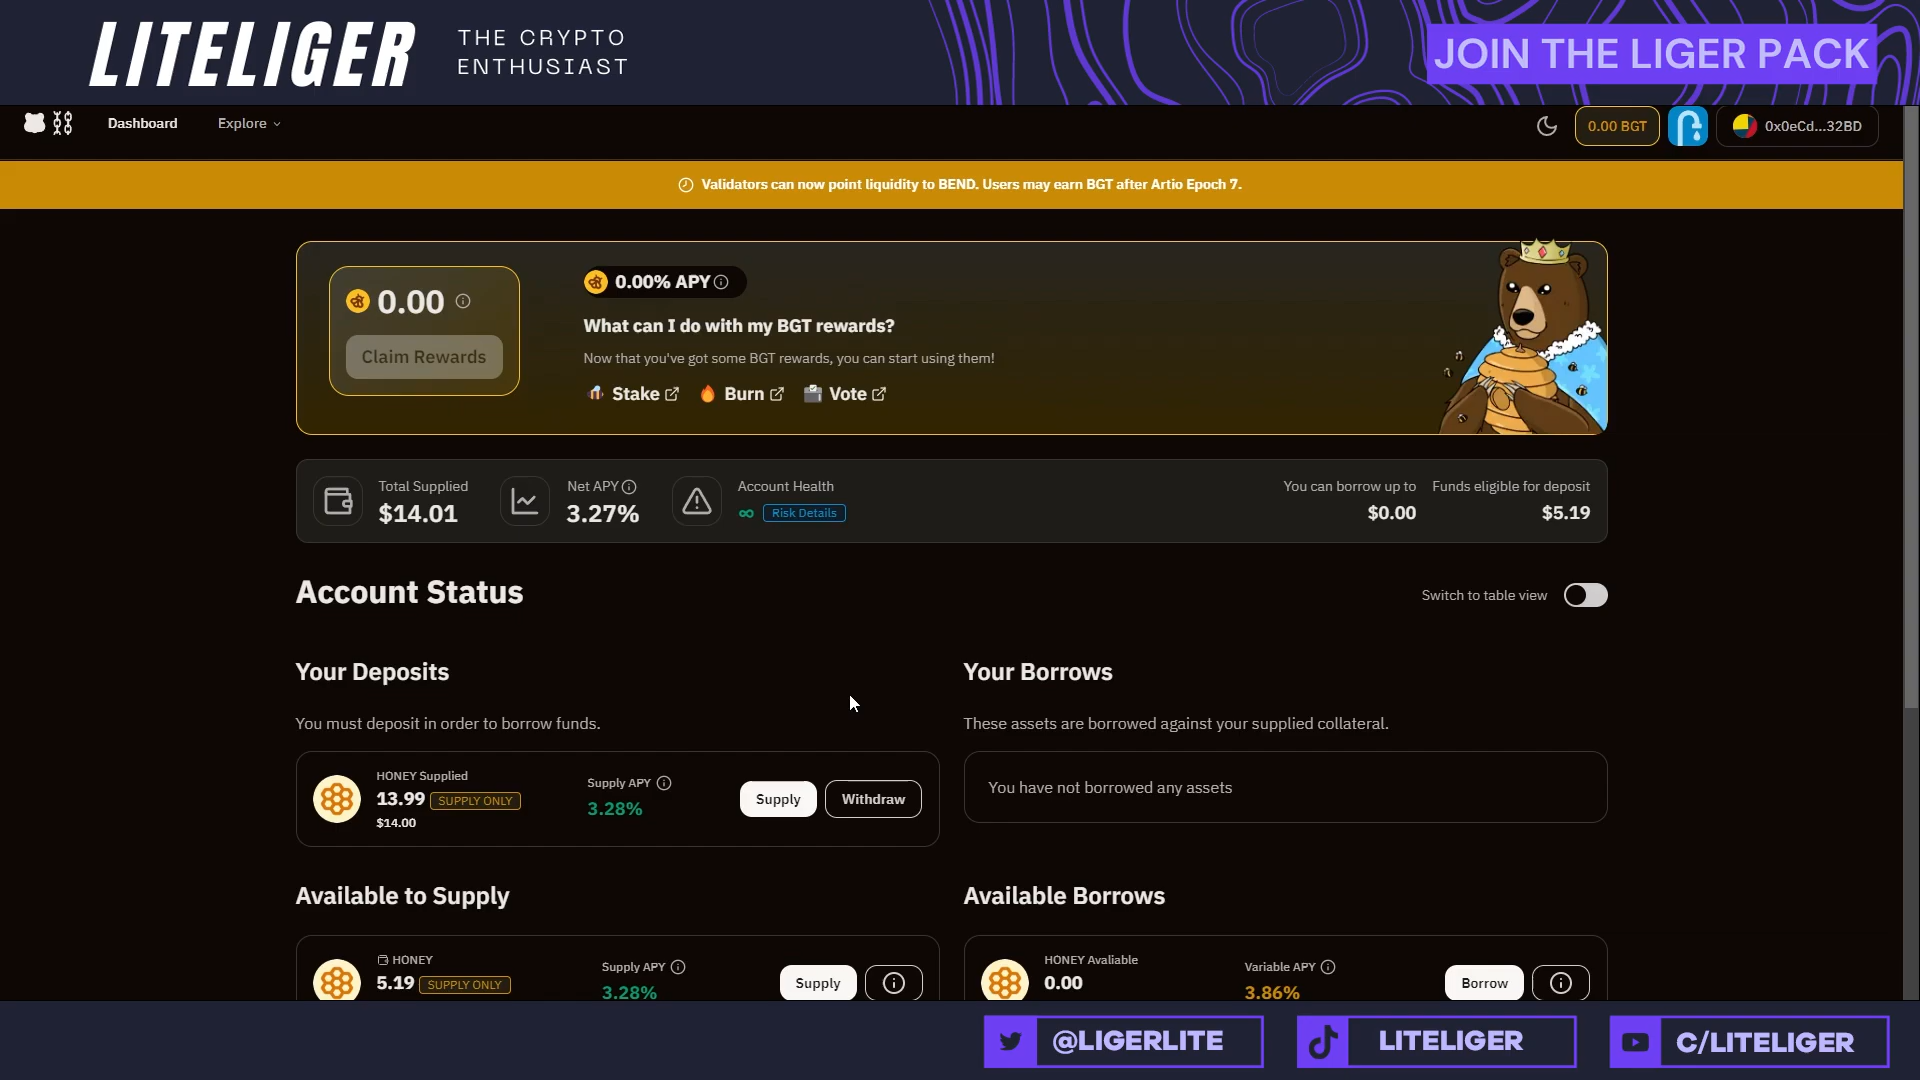 LITELIGER
THE CRYPTO
ENTHUSIAST
JOIN THE LIGER PACK
Dashboard
Explore
0.00 BGT
0x0eCd...32BD
Validators can now point liquidity to BEND. Users may earn BGT after Artio Epoch 7.
0.00
Claim Rewards
0.00% APY
What can I do with my BGT rewards?
Now that you've got some BGT rewards, you can start using them!
Stake
Burn
Vote
Total Supplied
$14.01
Net APY
3.27%
Account Health
∞ Risk Details
You can borrow up to
$0.00
Funds eligible for deposit
$5.19
Account Status
Switch to table view
Your Deposits
You must deposit in order to borrow funds.
HONEY Supplied
13.99 SUPPLY ONLY
$14.00
Supply APY
3.28%
Supply
Withdraw
Your Borrows
These assets are borrowed against your supplied collateral.
You have not borrowed any assets
Available to Supply
HONEY
5.19 SUPPLY ONLY
Supply APY
3.28%
Supply
Available Borrows
HONEY Avaliable
0.00
Variable APY
3.86%
Borrow
@LIGERLITE
LITELIGER
C/LITELIGER